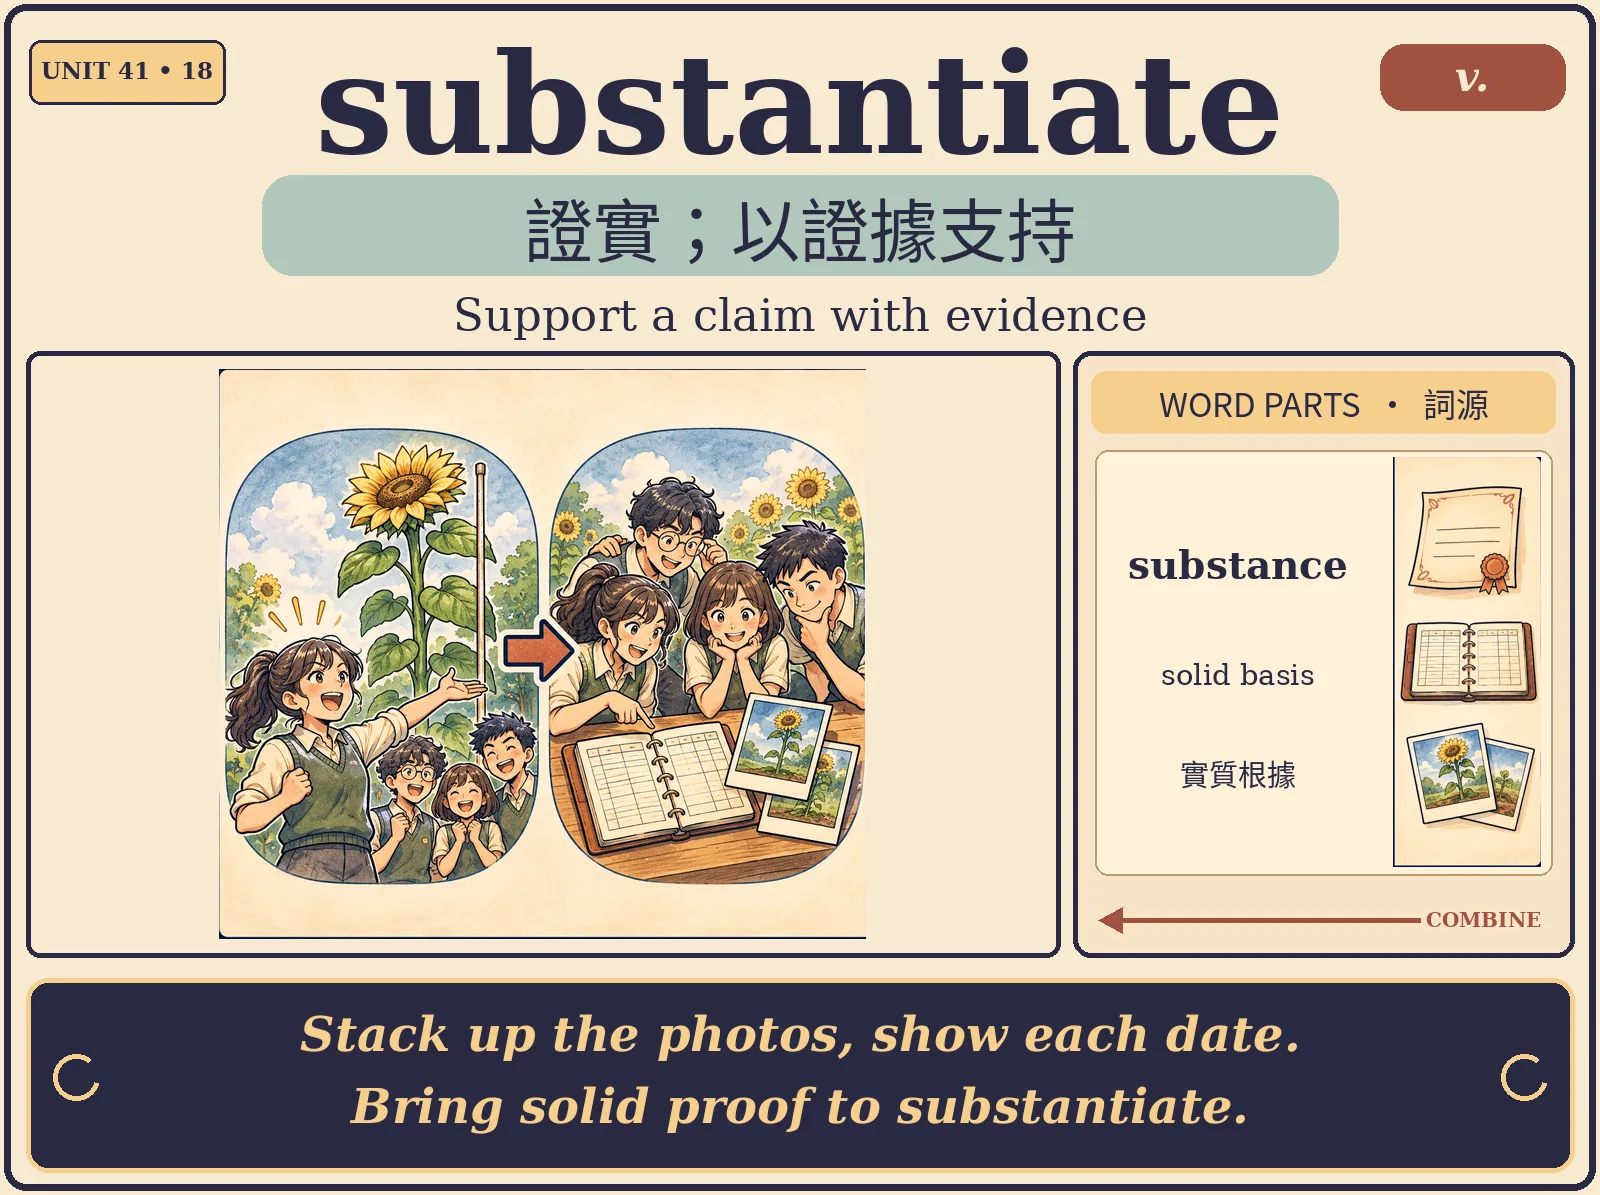 UNIT 41 • 18
substantiate
v.
證實；以證據支持
Support a claim with evidence
WORD PARTS ・ 詞源
substance
solid basis
實質根據
COMBINE
Stack up the photos, show each date.
Bring solid proof to substantiate.